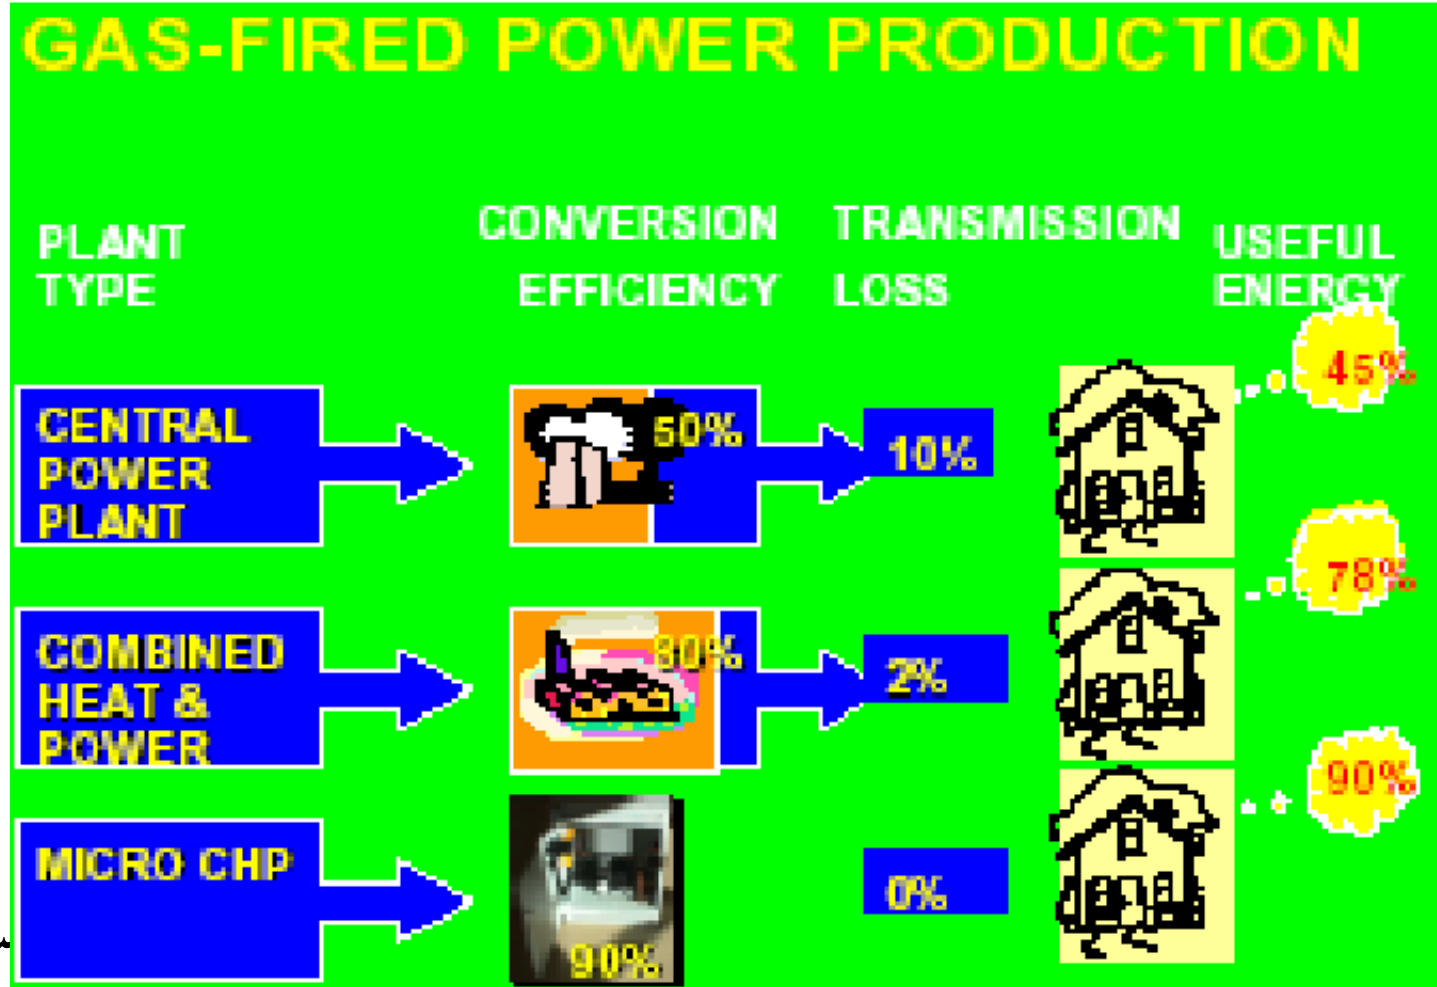 GAS-FIRED POWER PRODUCTION
PLANT
TYPE
CONVERSION
EFFICIENCY
TRANSMISSION
LOSS
USEFUL
ENERGY
CENTRAL
POWER
PLANT
50%
10%
45%
COMBINED
HEAT &
POWER
80%
2%
78%
MICRO CHP
90%
0%
90%